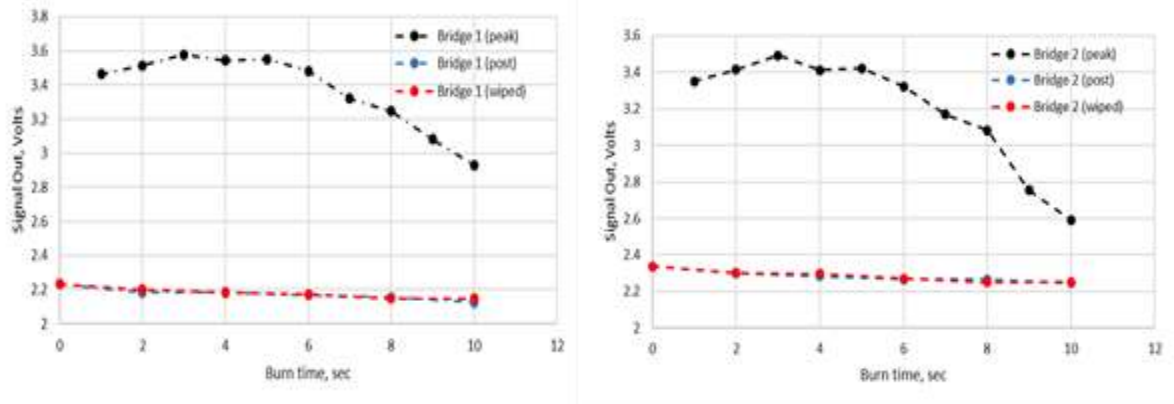 3.8
3.6
3.4
3.2
3
2.8
2.6
2.4
2.2
2
Signal Out, Volts
0 2 4 6 8 10 12
Burn time, sec
Bridge 1 (peak)
Bridge 1 (post)
Bridge 1 (wiped)
3.6
3.4
3.2
3
2.8
2.6
2.4
2.2
2
Signal Out, Volts
0 2 4 6 8 10 12
Burn time, sec
Bridge 2 (peak)
Bridge 2 (post)
Bridge 2 (wiped)